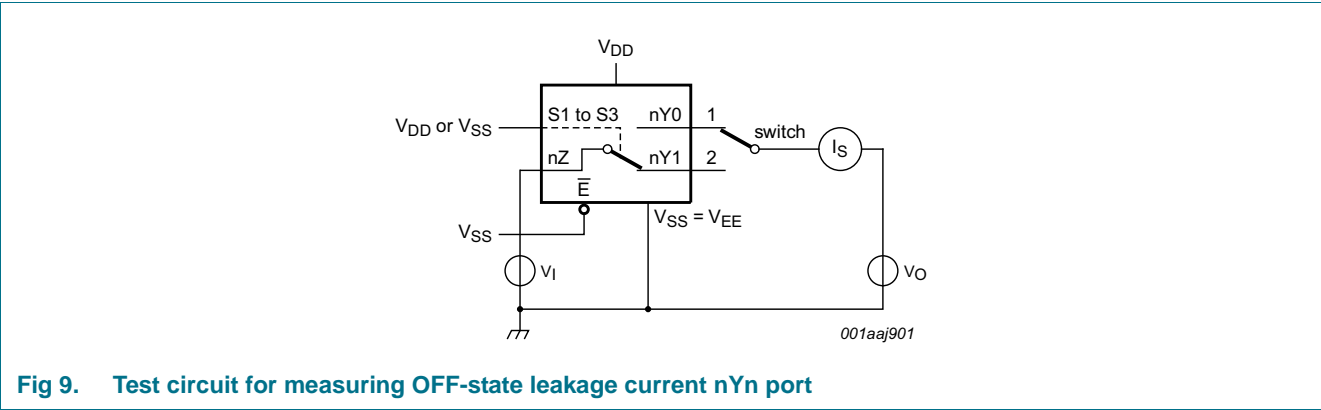 VDD
S1 to S3 nY0 1
VDD or VSS
switch
IS
nZ nY1 2
E̅
VSS = VEE
VSS
VI
VO
001aaj901
Fig 9. Test circuit for measuring OFF-state leakage current nYn port